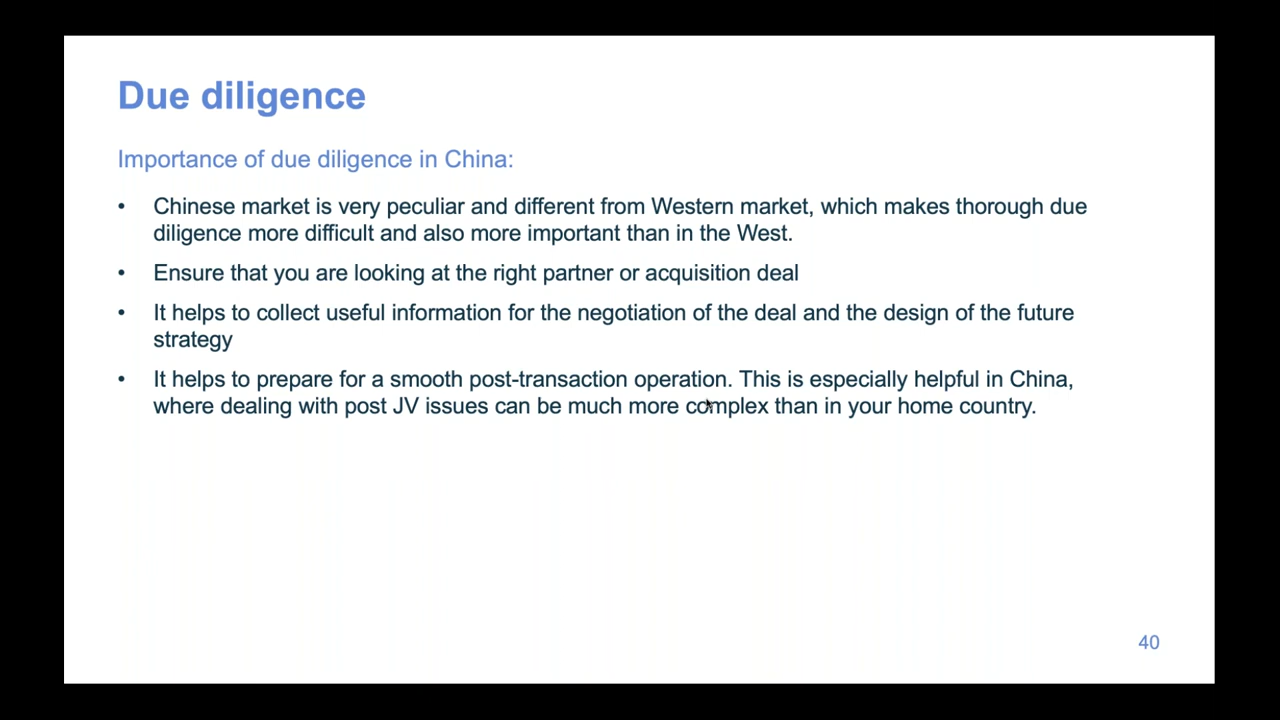 Due diligence
Importance of due diligence in China:
• Chinese market is very peculiar and different from Western market, which makes thorough due
diligence more difficult and also more important than in the West.
• Ensure that you are looking at the right partner or acquisition deal
• It helps to collect useful information for the negotiation of the deal and the design of the future
strategy
• It helps to prepare for a smooth post-transaction operation. This is especially helpful in China,
where dealing with post JV issues can be much more complex than in your home country.
40